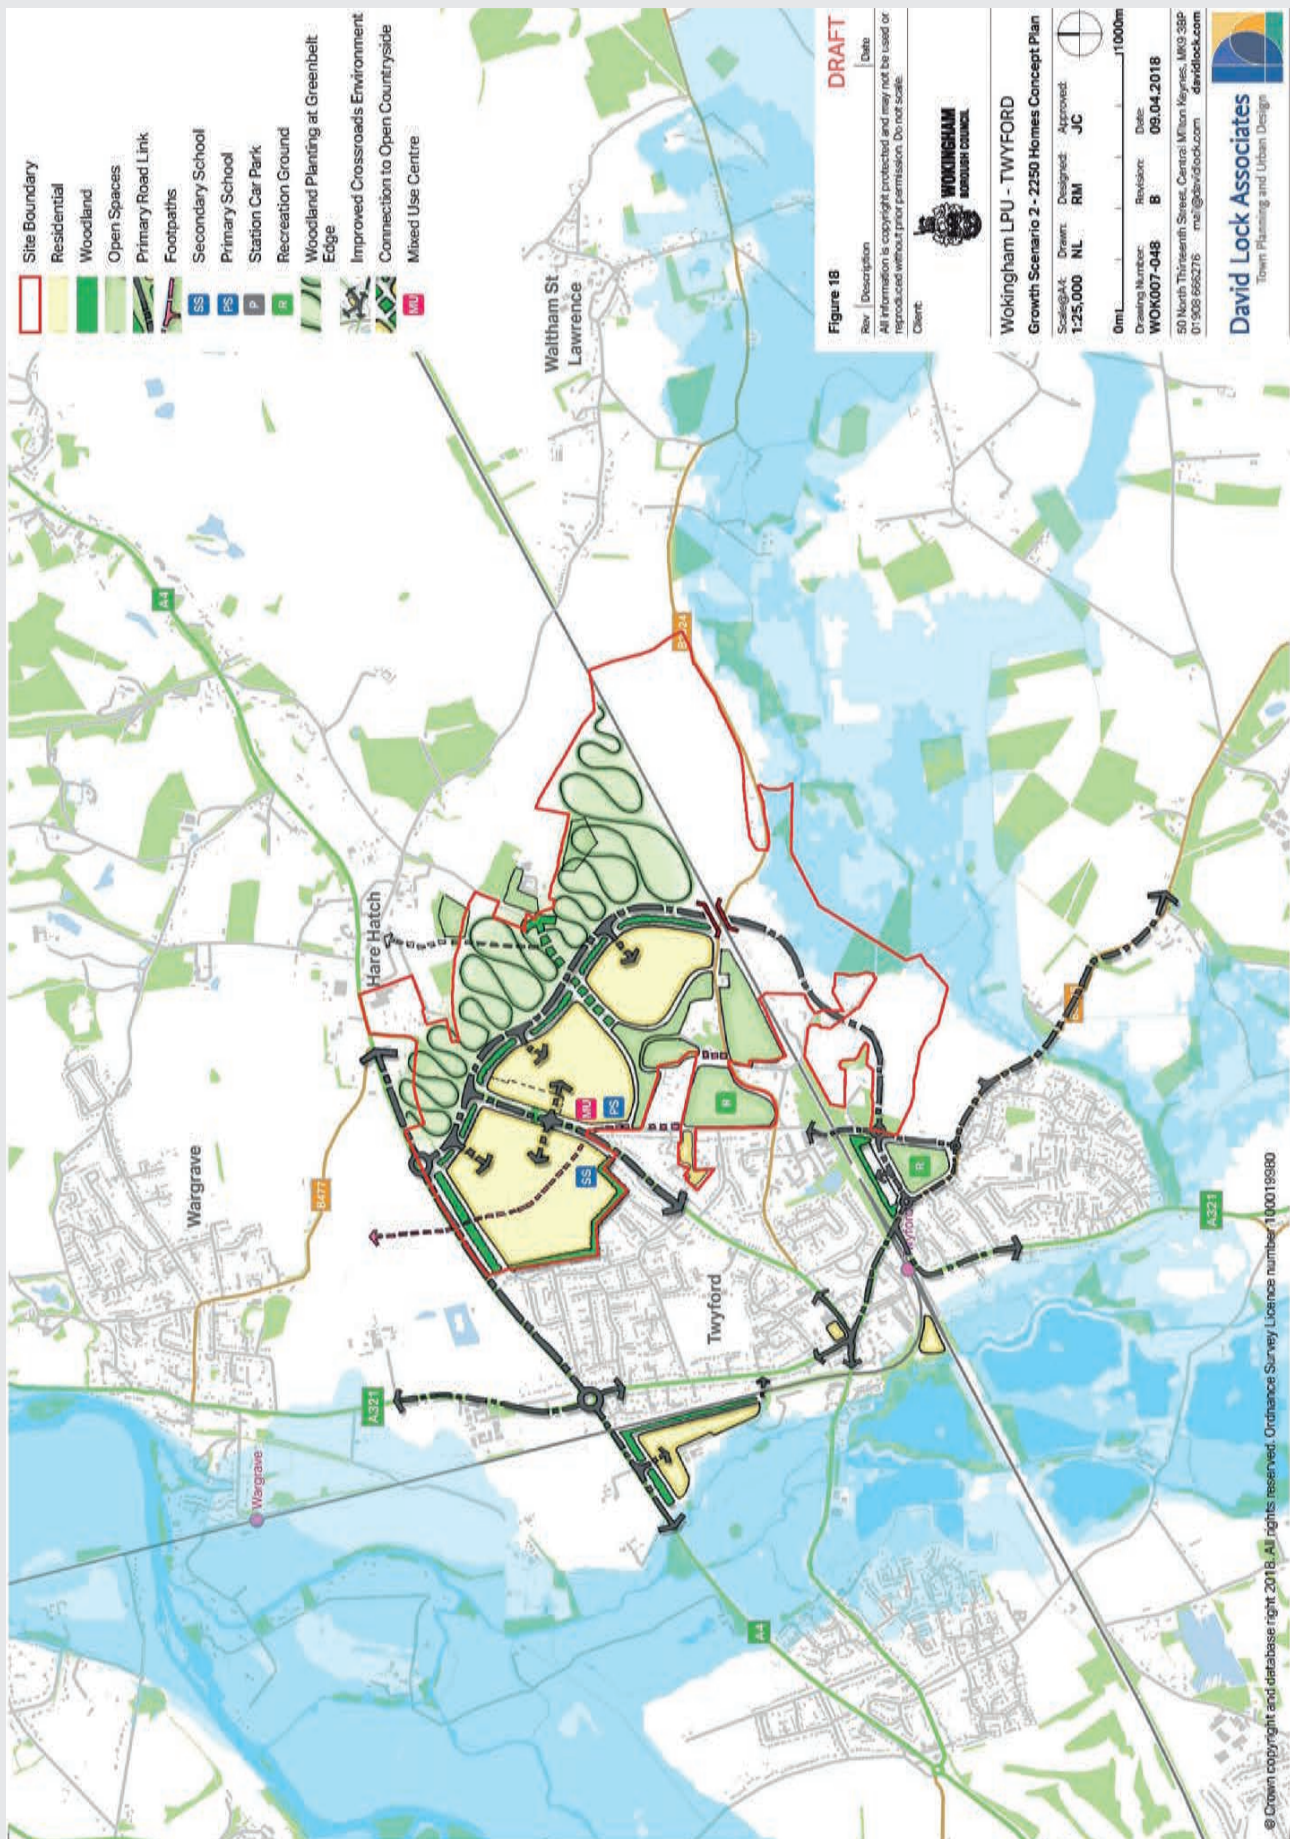 Site Boundary
Residential
Woodland
Open Spaces
Primary Road Link
Footpaths
SS Secondary School
PS Primary School
P Station Car Park
R Recreation Ground
Woodland Planting at Greenbelt
Edge
Improved Crossroads Environment
Connection to Open Countryside
MU Mixed Use Centre
A4
Waltham St
Lawrence
Hare Hatch
Wargrave
B477
MU
PS
SS
R
R
Twyford
A321
A321
Wargrave
A4
Figure 18
DRAFT
Rev Description Date
All information is copyright protected and may not be used or
reproduced without prior permission. Do not scale.
Client:
WOKINGHAM
BOROUGH COUNCIL
Wokingham LPU - TWYFORD
Growth Scenario 2 - 2250 Homes Concept Plan
Scale@A4: Drawn: Designed: Approved:
1:25,000 NL RM JC
0m 1000m
Drawing Number: Revision: Date:
WOK007-048 B 09.04.2018
50 North Thirteenth Street, Central Milton Keynes, MK9 3BP
01908 666276 mail@davidlock.com davidlock.com
David Lock Associates
Town Planning and Urban Design
© Crown copyright and database right 2018. All rights reserved. Ordnance Survey Licence number 100019980